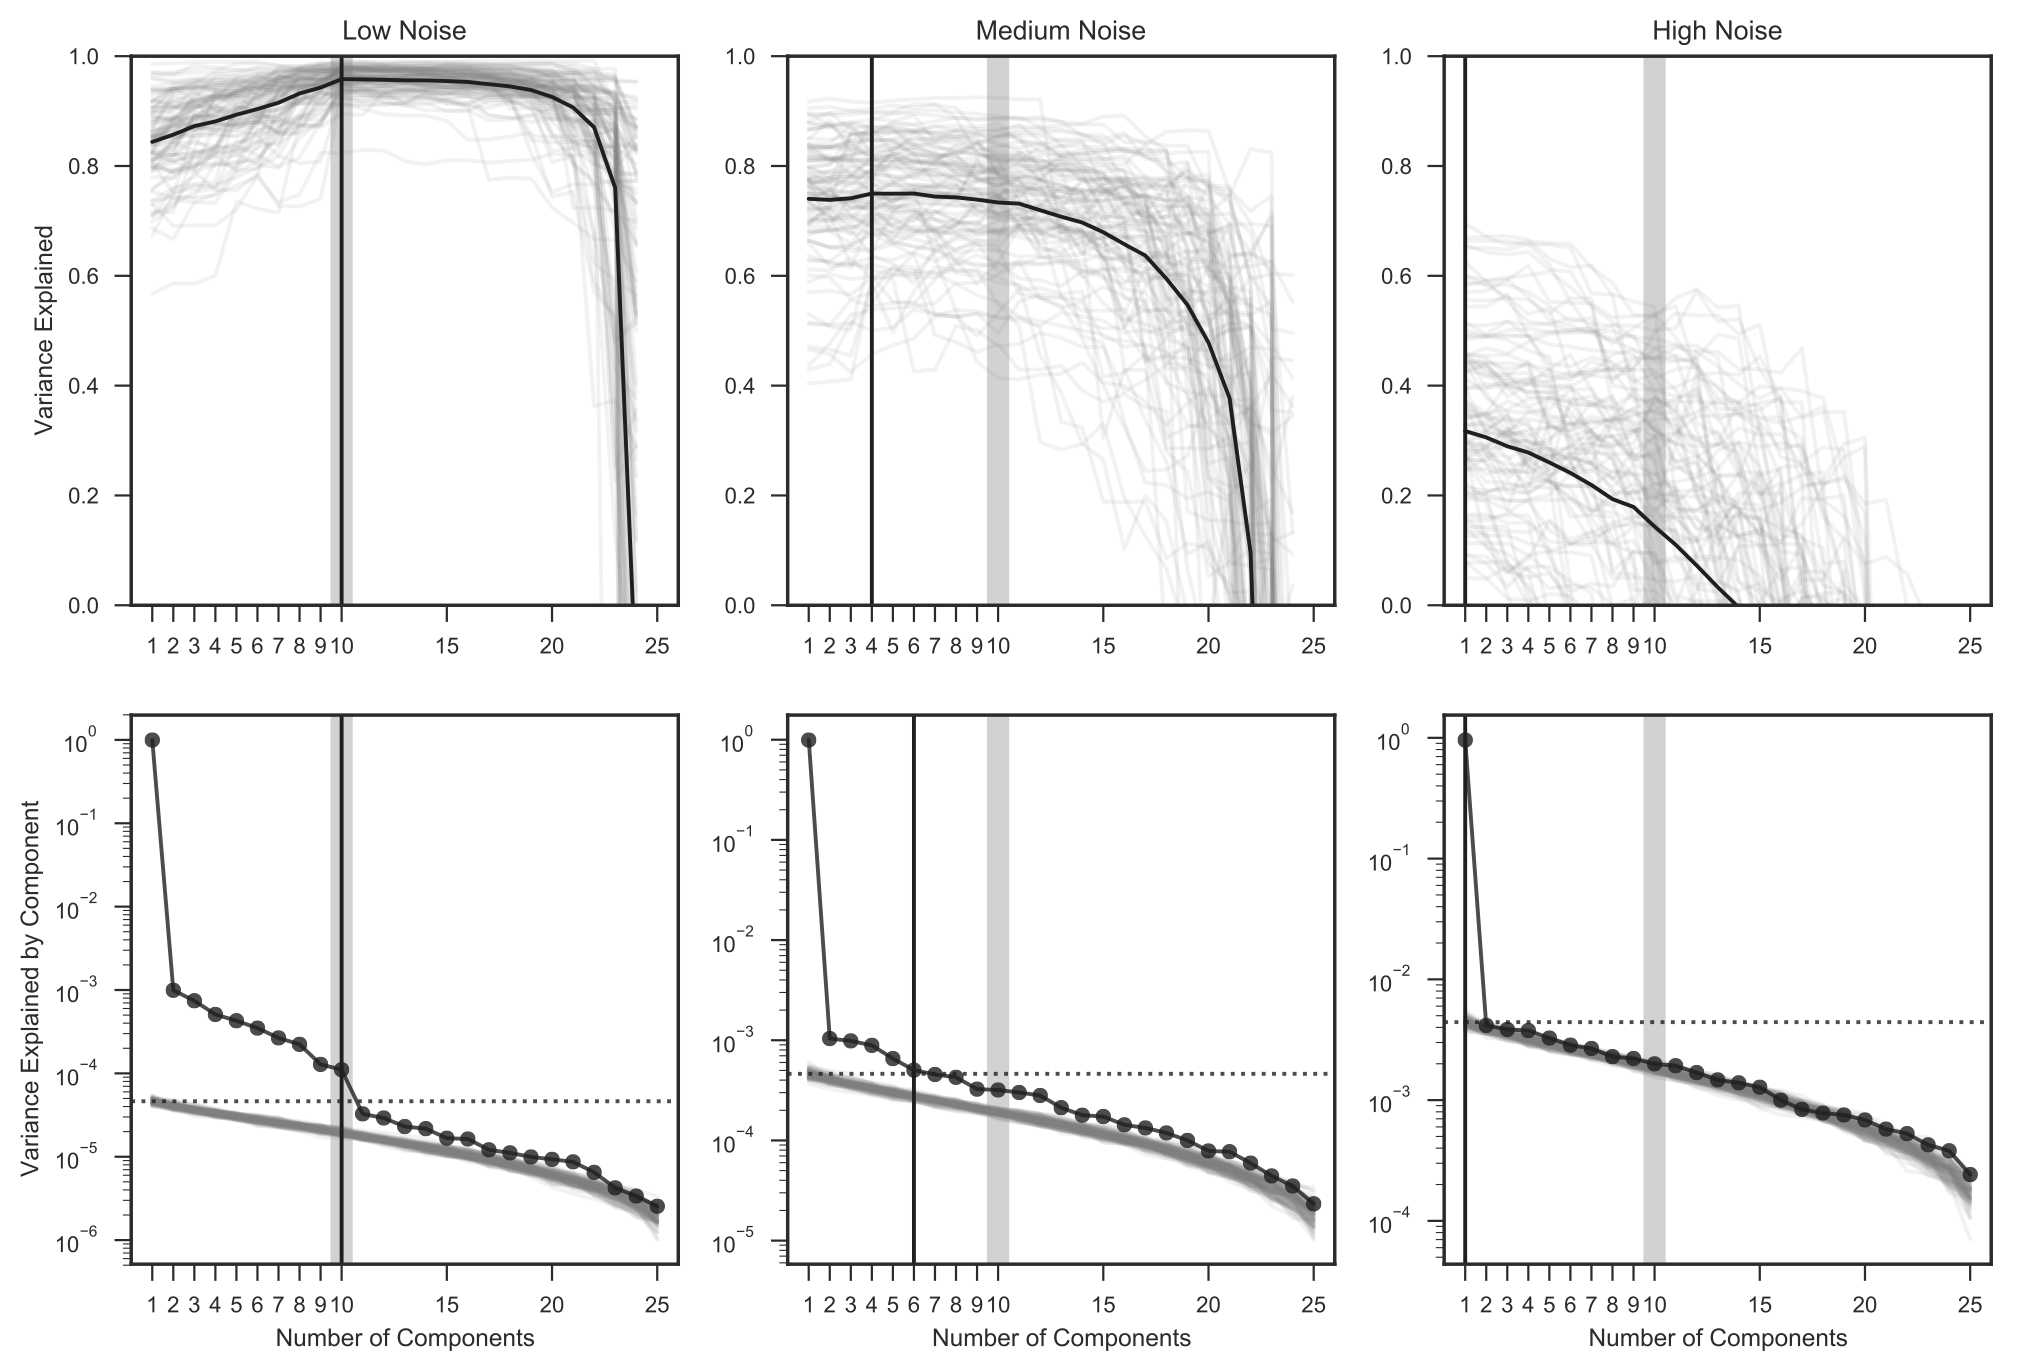 Low Noise
Medium Noise
High Noise
Variance Explained
1.0
0.8
0.6
0.4
0.2
0.0
1 2 3 4 5 6 7 8 9 10 15 20 25
1.0
0.8
0.6
0.4
0.2
0.0
1 2 3 4 5 6 7 8 9 10 15 20 25
1.0
0.8
0.6
0.4
0.2
0.0
1 2 3 4 5 6 7 8 9 10 15 20 25
Variance Explained by Component
10⁰
10⁻¹
10⁻²
10⁻³
10⁻⁴
10⁻⁵
10⁻⁶
1 2 3 4 5 6 7 8 9 10 15 20 25
Number of Components
10⁰
10⁻¹
10⁻²
10⁻³
10⁻⁴
10⁻⁵
1 2 3 4 5 6 7 8 9 10 15 20 25
Number of Components
10⁰
10⁻¹
10⁻²
10⁻³
10⁻⁴
1 2 3 4 5 6 7 8 9 10 15 20 25
Number of Components